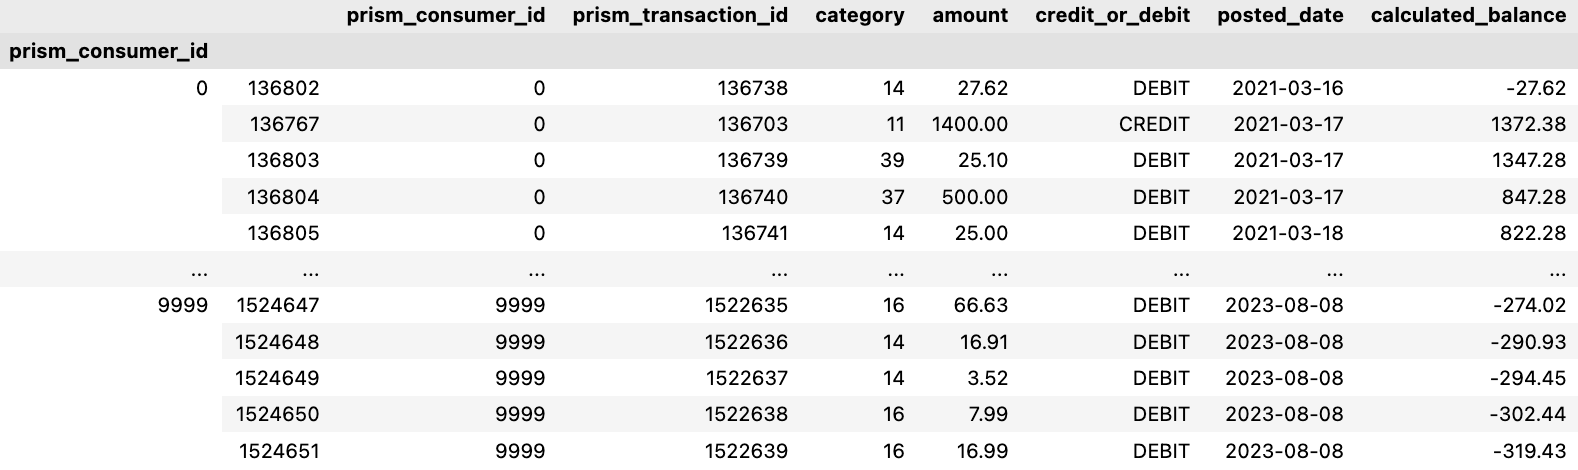 prism_consumer_id prism_transaction_id category amount credit_or_debit posted_date calculated_balance
prism_consumer_id
0 136802 0 136738 14 27.62 DEBIT 2021-03-16 -27.62
136767 0 136703 11 1400.00 CREDIT 2021-03-17 1372.38
136803 0 136739 39 25.10 DEBIT 2021-03-17 1347.28
136804 0 136740 37 500.00 DEBIT 2021-03-17 847.28
136805 0 136741 14 25.00 DEBIT 2021-03-18 822.28
... ... ... ... ... ... ... ... ...
9999 1524647 9999 1522635 16 66.63 DEBIT 2023-08-08 -274.02
1524648 9999 1522636 14 16.91 DEBIT 2023-08-08 -290.93
1524649 9999 1522637 14 3.52 DEBIT 2023-08-08 -294.45
1524650 9999 1522638 16 7.99 DEBIT 2023-08-08 -302.44
1524651 9999 1522639 16 16.99 DEBIT 2023-08-08 -319.43